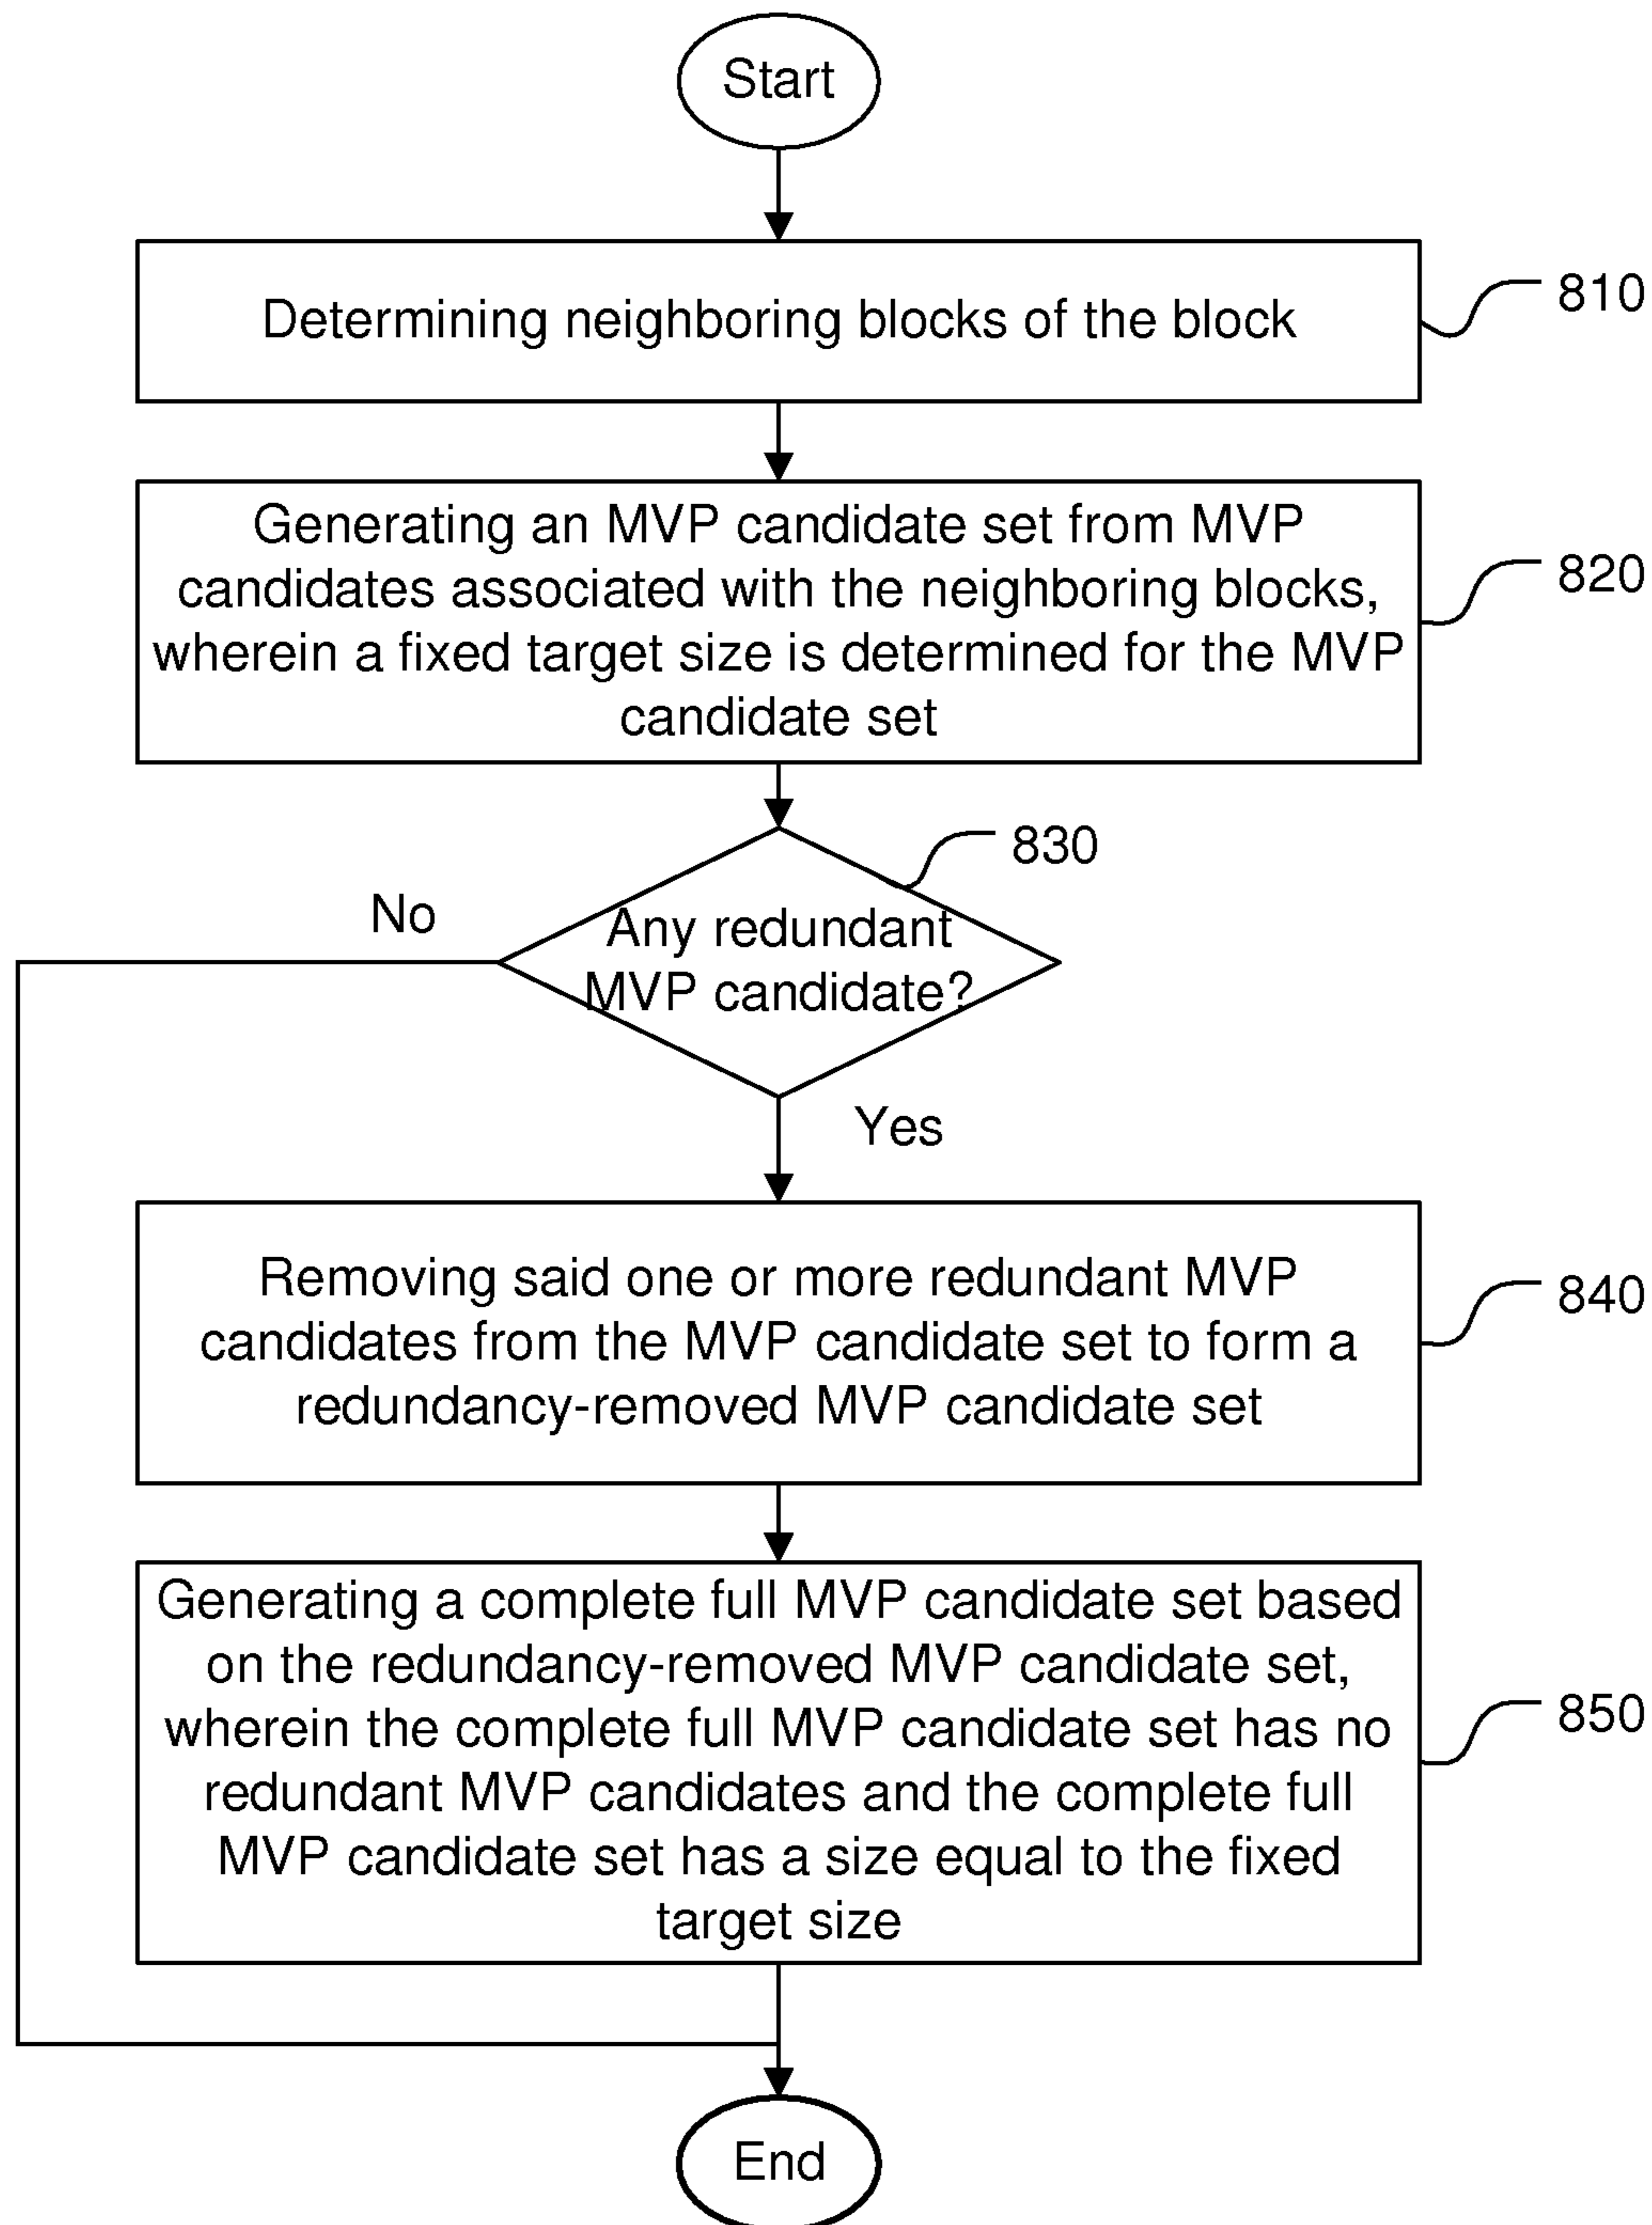 Start
Determining neighboring blocks of the block
810
Generating an MVP candidate set from MVP
candidates associated with the neighboring blocks,
wherein a fixed target size is determined for the MVP
candidate set
820
830
No
Any redundant
MVP candidate?
Yes
Removing said one or more redundant MVP
candidates from the MVP candidate set to form a
redundancy-removed MVP candidate set
840
Generating a complete full MVP candidate set based
on the redundancy-removed MVP candidate set,
wherein the complete full MVP candidate set has no
redundant MVP candidates and the complete full
MVP candidate set has a size equal to the fixed
target size
850
End